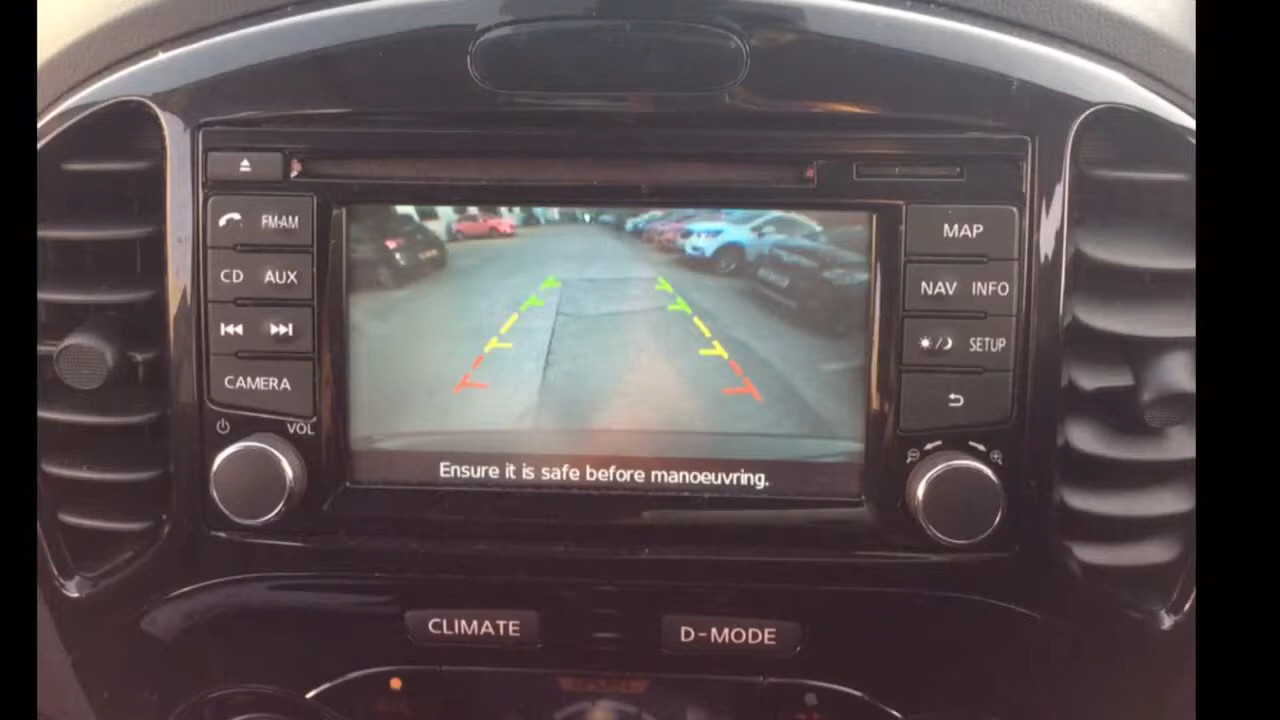 FM·AM
CD AUX
CAMERA
VOL
MAP
NAV INFO
SETUP
Ensure it is safe before manoeuvring.
CLIMATE
D-MODE